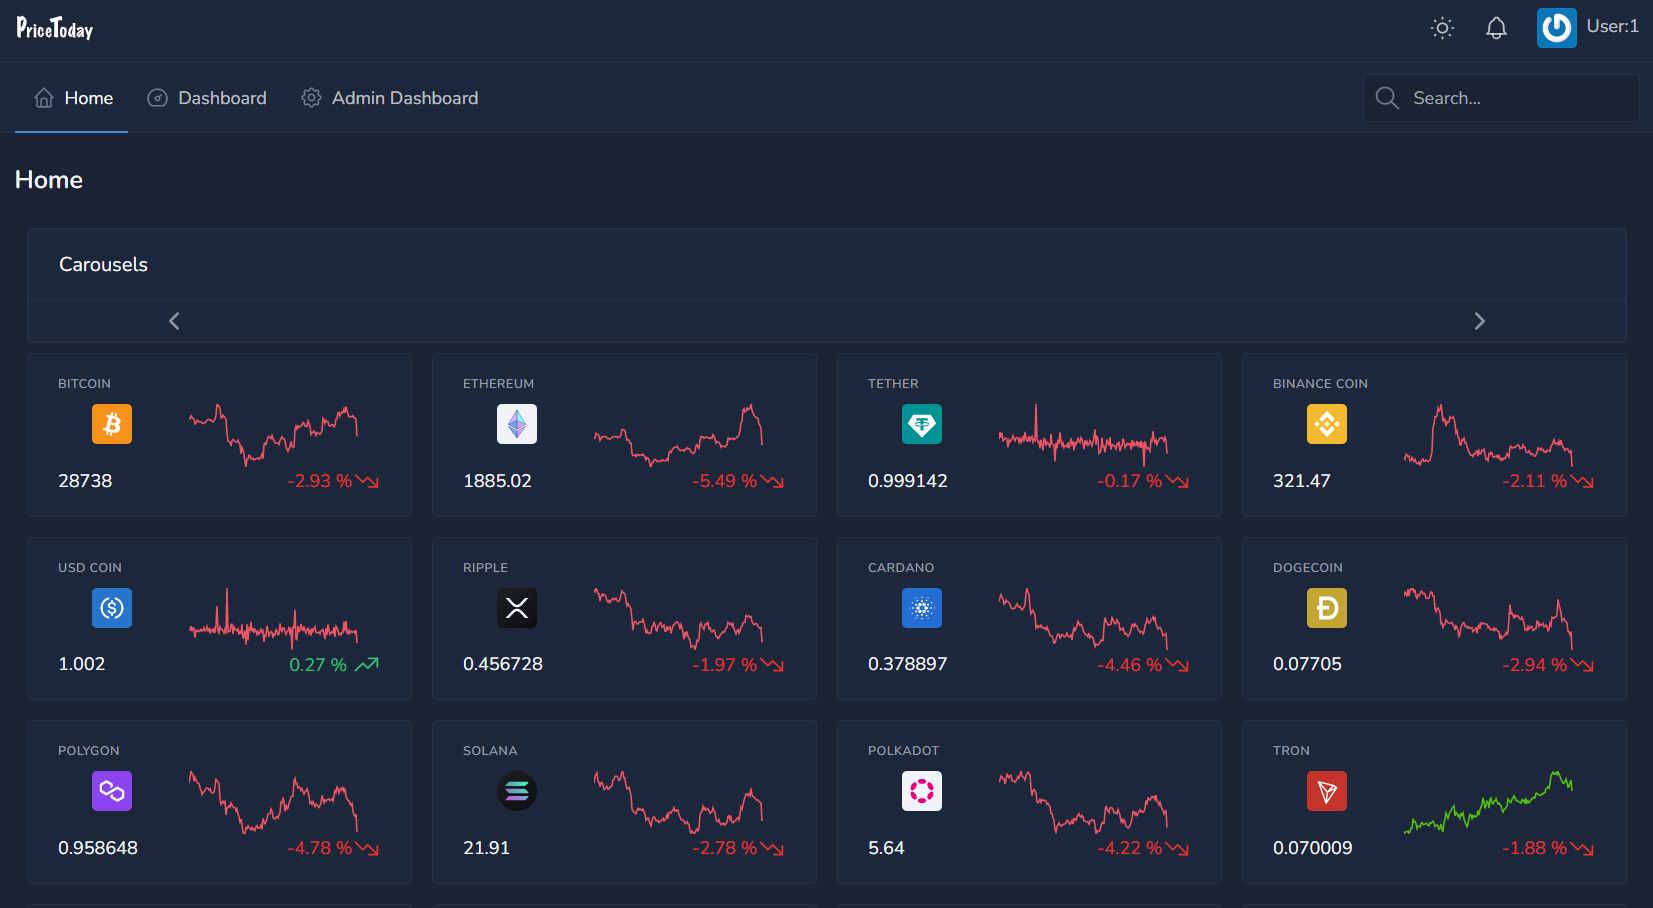 PriceToday
User:1
Home
Dashboard
Admin Dashboard
Search...
Home
Carousels
BITCOIN
28738
-2.93 %
ETHEREUM
1885.02
-5.49 %
TETHER
0.999142
-0.17 %
BINANCE COIN
321.47
-2.11 %
USD COIN
1.002
0.27 %
RIPPLE
0.456728
-1.97 %
CARDANO
0.378897
-4.46 %
DOGECOIN
0.07705
-2.94 %
POLYGON
0.958648
-4.78 %
SOLANA
21.91
-2.78 %
POLKADOT
5.64
-4.22 %
TRON
0.070009
-1.88 %